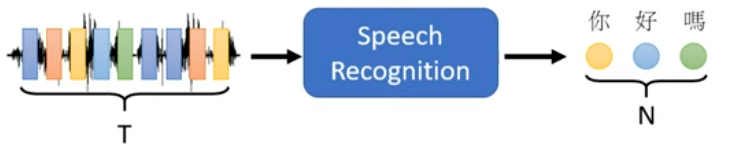 Speech
Recognition
你 好 嗎
T
N